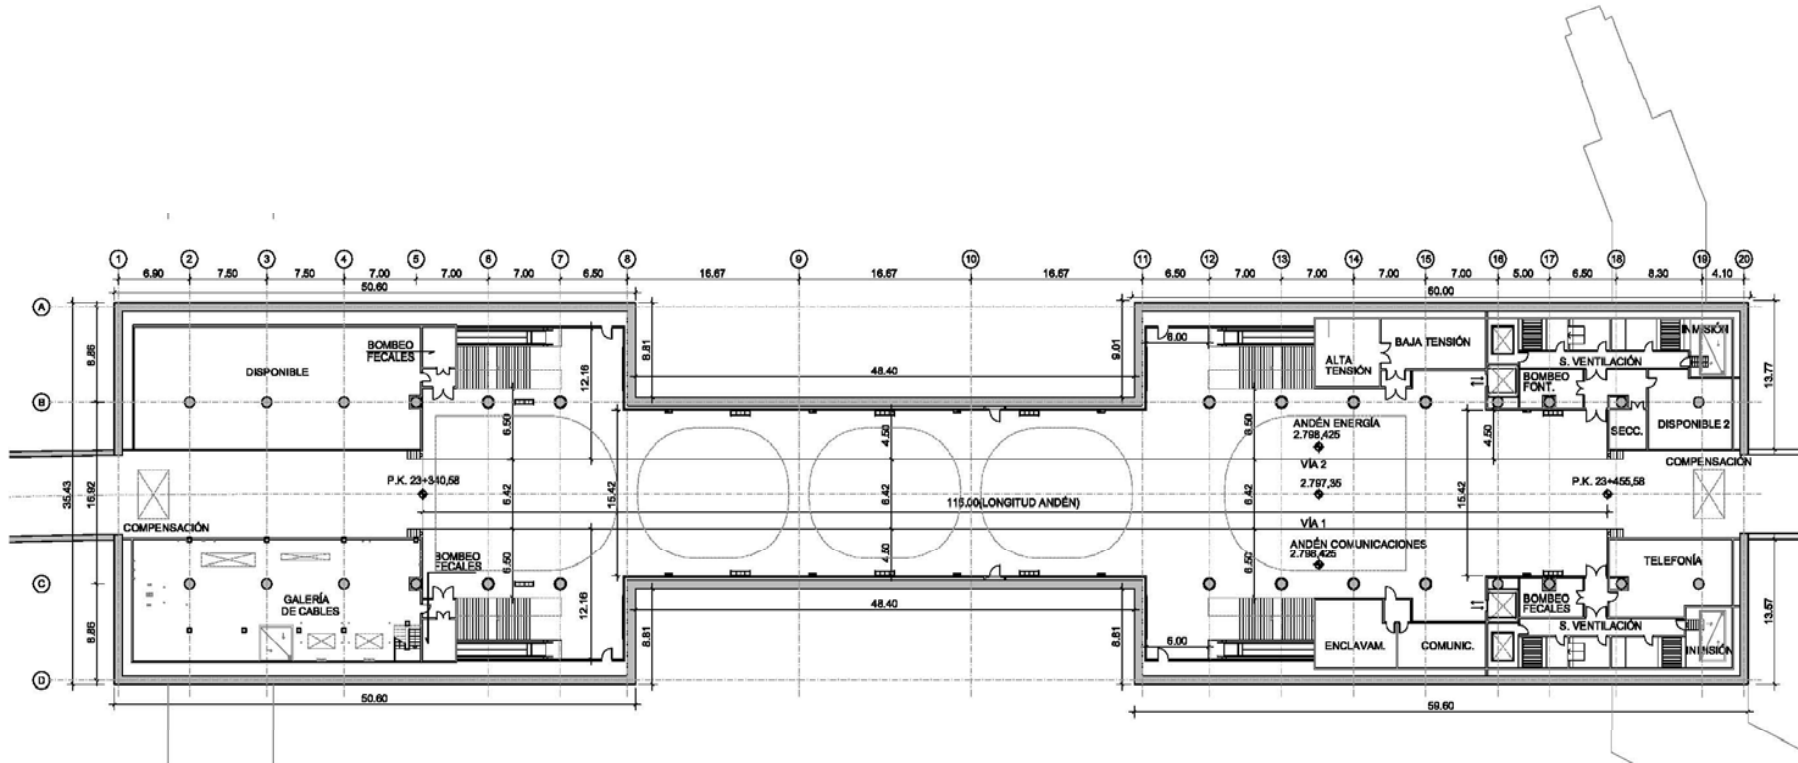 1 2 3 4 5 6 7 8 9 10 11 12 13 14 15 16 17 18 19 20
6.90 7.50 7.50 7.00 7.00 7.00 6.50 16.67 16.67 16.67 6.50 7.00 7.00 7.00 7.00 5.00 6.50 8.30 4.10
50.60
60.00
A
B
C
D
8.86
16.92
8.86
35.43
DISPONIBLE
BOMBEO
FECALES
12.16
8.81
48.40
9.01
6.00
ALTA
TENSIÓN
BAJA TENSIÓN
S. VENTILACIÓN
BOMBEO
FONT.
SECC.
DISPONIBLE 2
13.77
6.50
4.50
6.50
4.50
ANDÉN ENERGÍA
2.798,425
VÍA 2
2.797,35
VÍA 1
ANDÉN COMUNICACIONES
2.798,425
COMPENSACIÓN
P.K. 23+340,58
P.K. 23+455,58
115.00(LONGITUD ANDÉN)
6.42
15.42
6.42
6.42
15.42
COMPENSACIÓN
GALERÍA
DE CABLES
BOMBEO
FECALES
6.50
4.50
6.50
12.16
48.40
8.81
8.81
6.00
ENCLAVAM.
COMUNIC.
BOMBEO
FECALES
S. VENTILACIÓN
TELEFONÍA
13.57
50.60
59.60